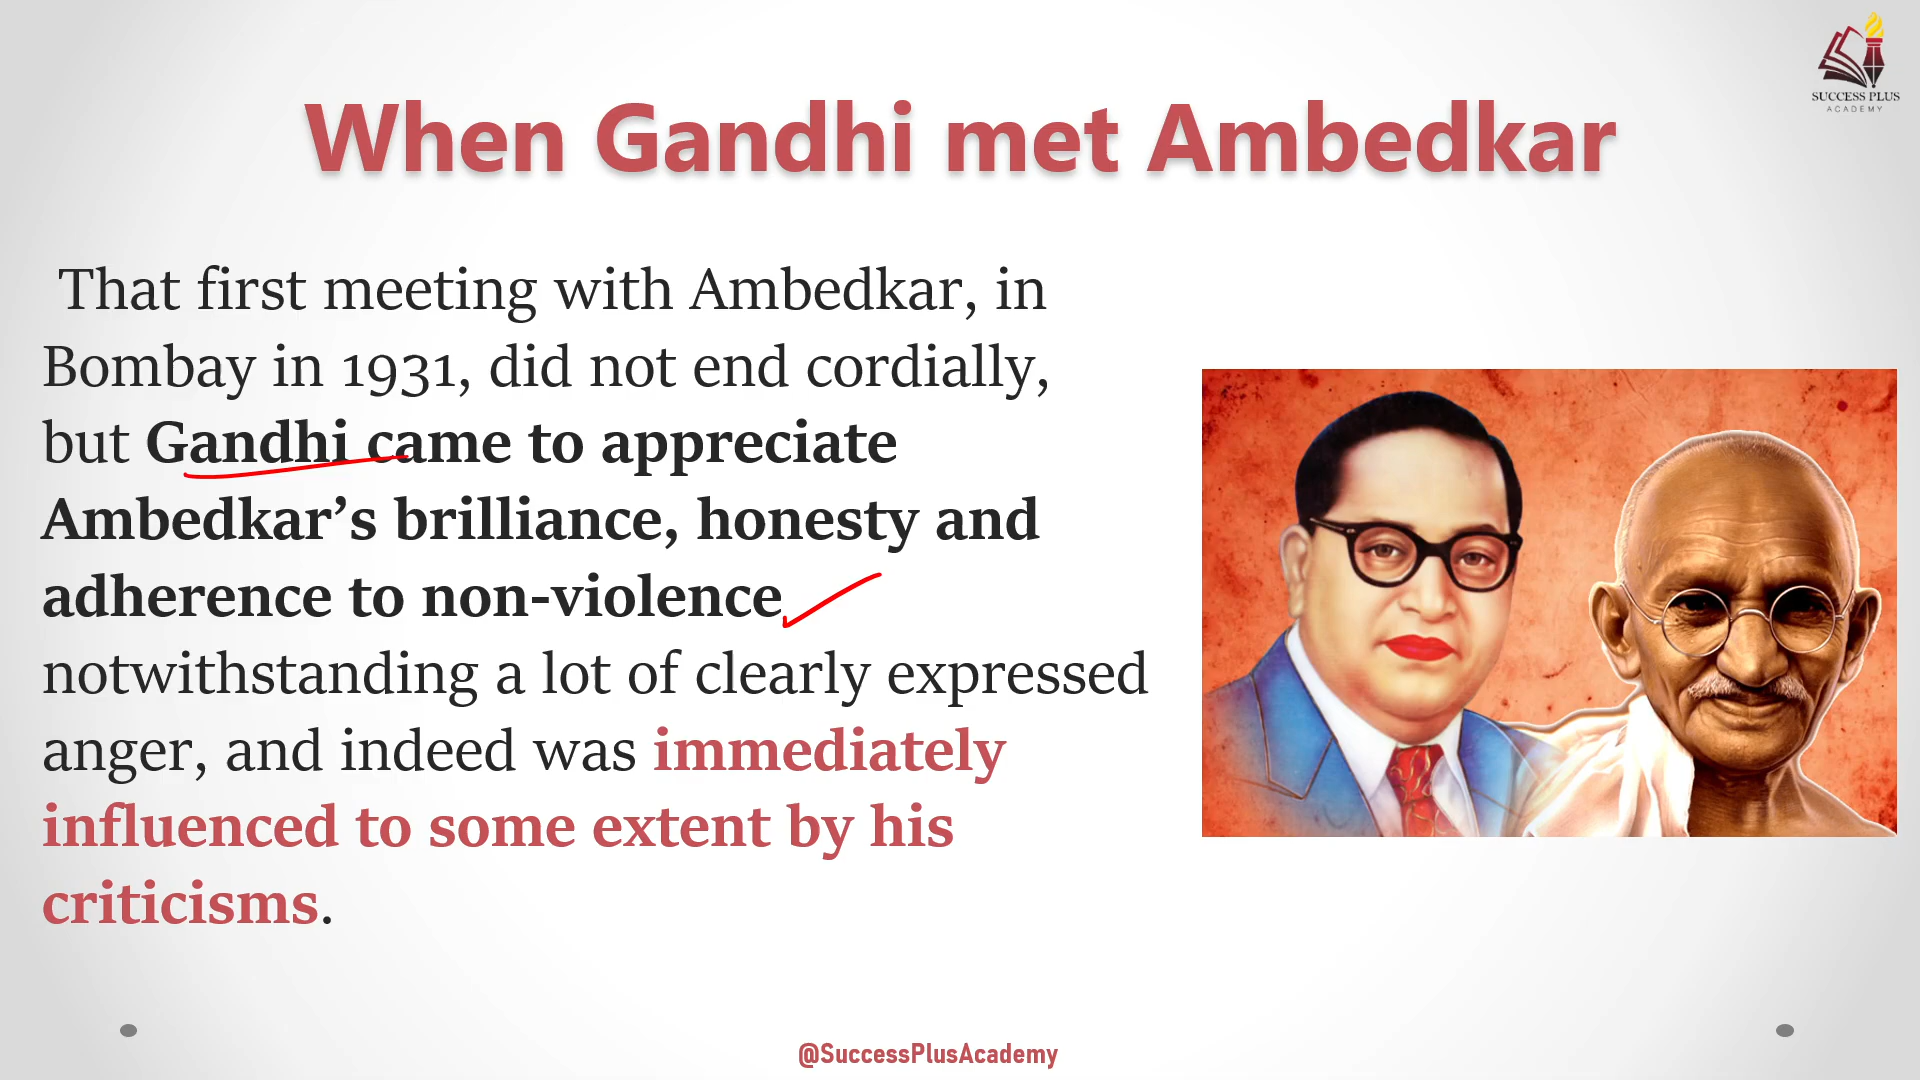 SUCCESS PLUS
ACADEMY
When Gandhi met Ambedkar
That first meeting with Ambedkar, in
Bombay in 1931, did not end cordially,
but Gandhi came to appreciate
Ambedkar’s brilliance, honesty and
adherence to non-violence
notwithstanding a lot of clearly expressed
anger, and indeed was immediately
influenced to some extent by his
criticisms.
@SuccessPlusAcademy